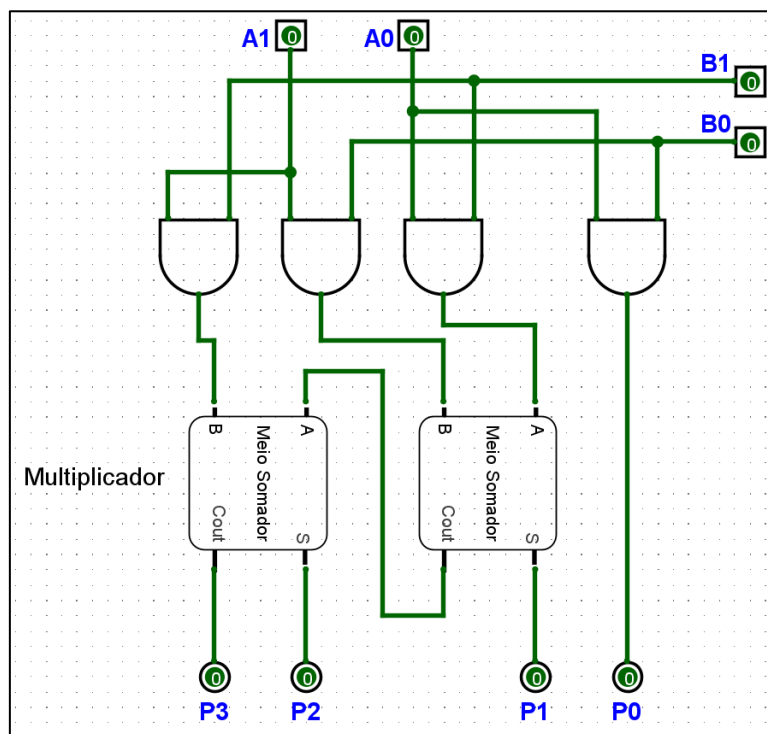 A1 0 A0 0
B1 0
B0 0
B Meio Somador A
Cout S
B Meio Somador A
Cout S
Multiplicador
0 0 0 0
P3 P2 P1 P0